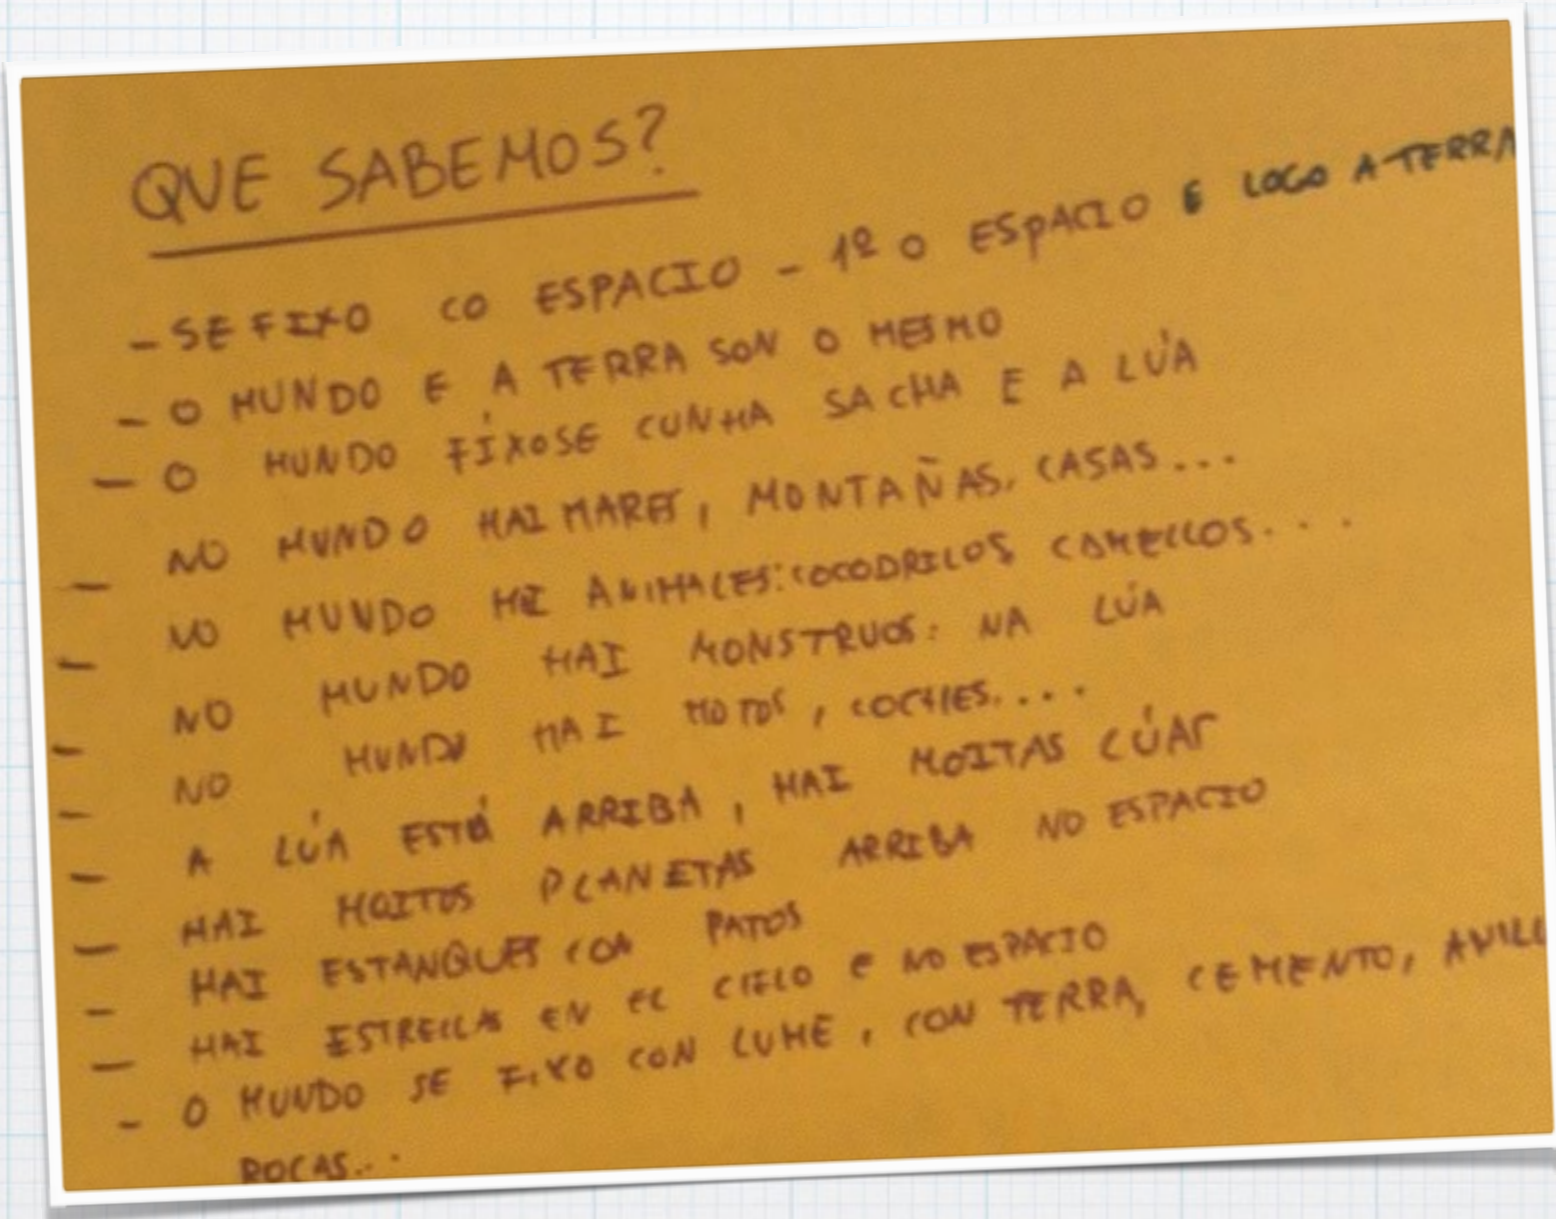 QUE SABEMOS?
- SE FIXO CO ESPACIO - 1º O ESPACIO E LOGO A TERRA
- O MUNDO E A TERRA SON O MESMO
- O MUNDO FÍXOSE CUNHA SACHA E A LÚA
- NO MUNDO HAI MARES, MONTAÑAS, CASAS...
- NO MUNDO HAI ANIMALES: COCODRILOS, CAMELLOS....
- NO MUNDO HAI MONSTRUOS: NA LÚA
- NO MUNDO HAI MOTOS, COCHES....
- A LÚA ESTÁ ARRIBA, HAI MOITAS LÚAS
- HAI MOITOS PLANETAS ARRIBA NO ESPACIO
- HAI ESTANQUES CON PATOS
- HAI ESTRELLAS EN EL CIELO E NO ESPACIO
- O MUNDO SE FIXO CON LUME, CON TERRA, CEMENTO,
ROCAS...